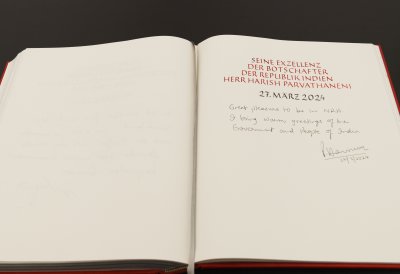 SEINE EXZELLENZ
DER BOTSCHAFTER
DER REPUBLIK INDIEN
HERR HARISH PARVATHANENI
27. MÄRZ 2024
Great pleasure to be in NRW
I bring warm greetings of the
Government and People of India